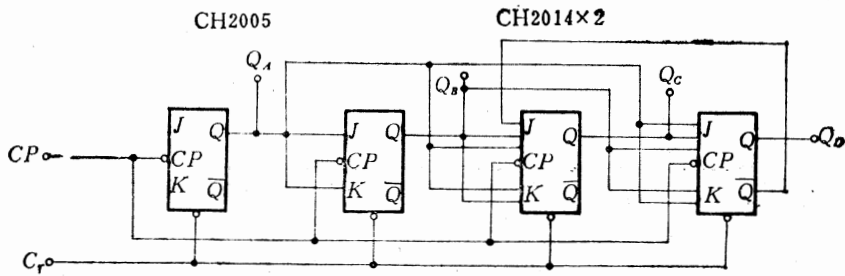 CH2005
CH2014×2
Q_A
Q_B
Q_C
J Q
CP
K Q̅
J Q
CP
K Q̅
J Q
CP
K Q̅
J Q
CP
K Q̅
CP
Q_D
C_r